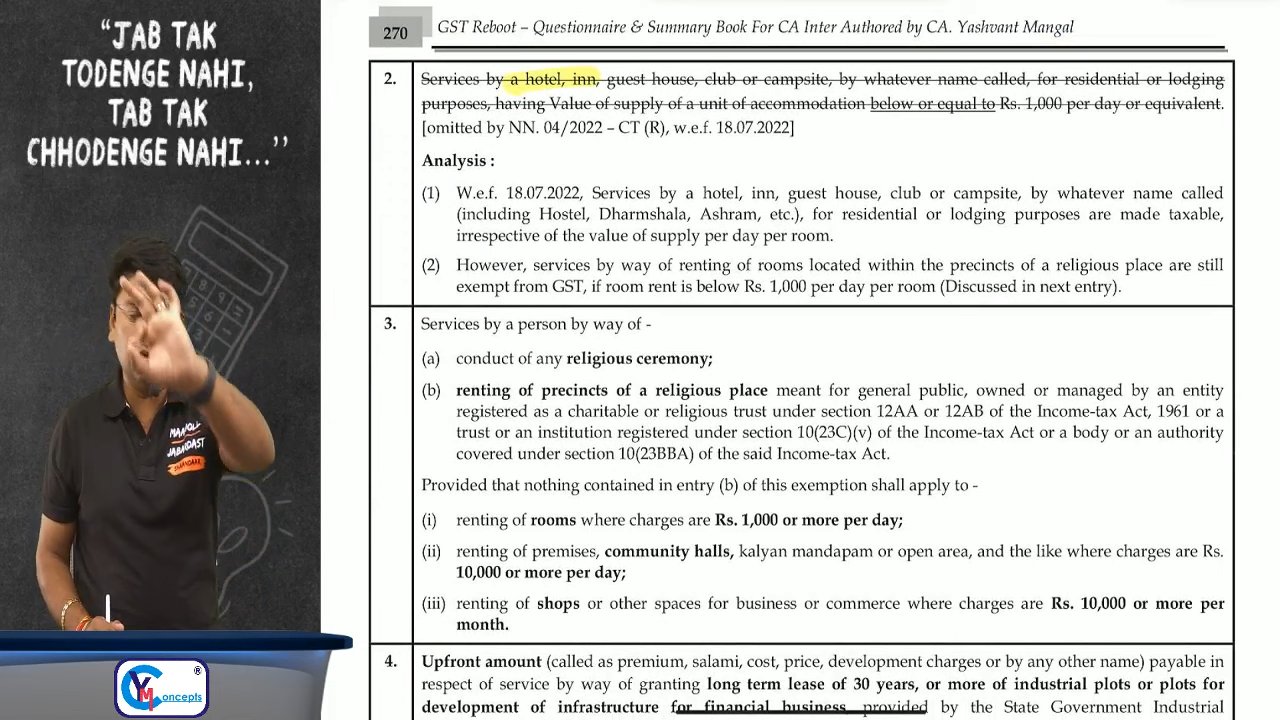 “JAB TAK
TODENGE NAHI,
TAB TAK
CHHODENGE NAHI...’’
270
GST Reboot – Questionnaire & Summary Book For CA Inter Authored by CA. Yashvant Mangal
2. Services by a hotel, inn, guest house, club or campsite, by whatever name called, for residential or lodging
purposes, having Value of supply of a unit of accommodation below or equal to Rs. 1,000 per day or equivalent.
[omitted by NN. 04/2022 – CT (R), w.e.f. 18.07.2022]
Analysis :
(1) W.e.f. 18.07.2022, Services by a hotel, inn, guest house, club or campsite, by whatever name called
(including Hostel, Dharmshala, Ashram, etc.), for residential or lodging purposes are made taxable,
irrespective of the value of supply per day per room.
(2) However, services by way of renting of rooms located within the precincts of a religious place are still
exempt from GST, if room rent is below Rs. 1,000 per day per room (Discussed in next entry).
3. Services by a person by way of -
(a) conduct of any religious ceremony;
(b) renting of precincts of a religious place meant for general public, owned or managed by an entity
registered as a charitable or religious trust under section 12AA or 12AB of the Income-tax Act, 1961 or a
trust or an institution registered under section 10(23C)(v) of the Income-tax Act or a body or an authority
covered under section 10(23BBA) of the said Income-tax Act.
Provided that nothing contained in entry (b) of this exemption shall apply to -
(i) renting of rooms where charges are Rs. 1,000 or more per day;
(ii) renting of premises, community halls, kalyan mandapam or open area, and the like where charges are Rs.
10,000 or more per day;
(iii) renting of shops or other spaces for business or commerce where charges are Rs. 10,000 or more per
month.
4. Upfront amount (called as premium, salami, cost, price, development charges or by any other name) payable in
respect of service by way of granting long term lease of 30 years, or more of industrial plots or plots for
development of infrastructure for financial business, provided by the State Government Industrial
YM Concepts ®